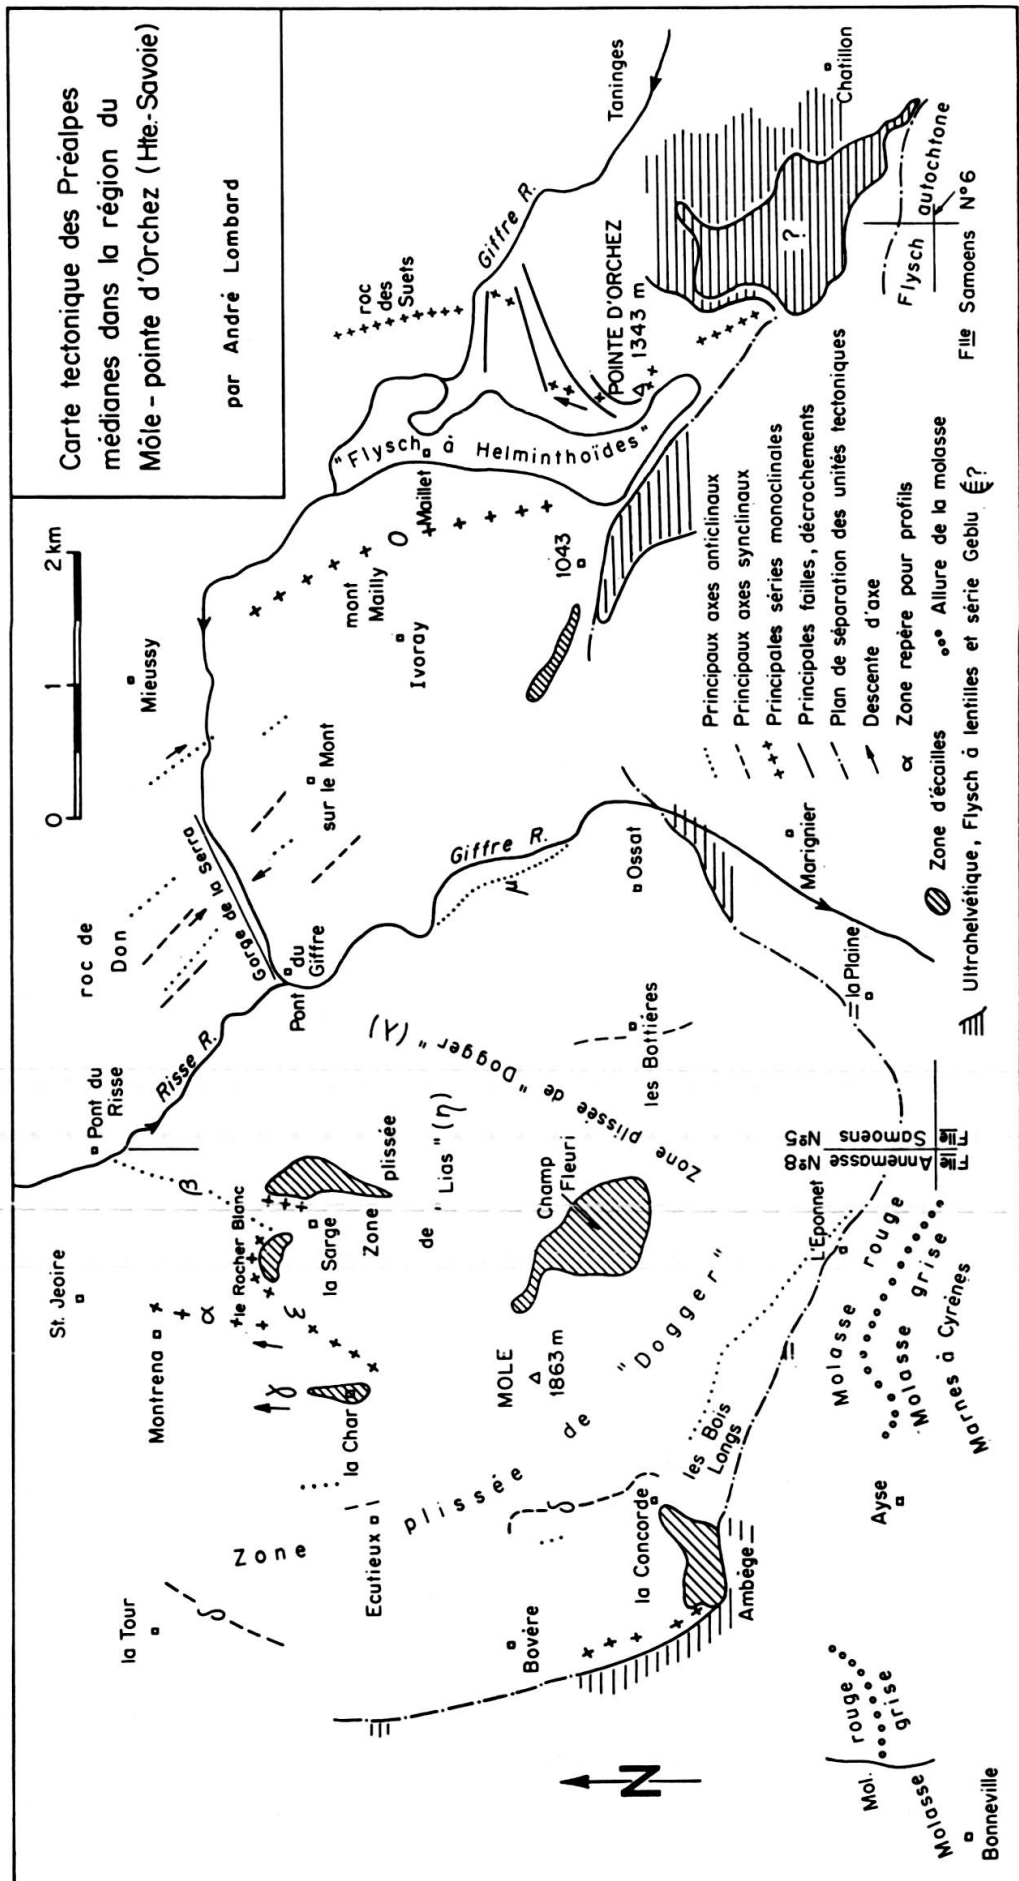 Carte tectonique des Préalpes
médianes dans la région du
Môle - pointe d'Orchez (Hte.-Savoie)
par André Lombard
0 1 2 km
St. Jeoire
Pont du
Risse
Risse R.
roc de
Don
Gorge de la Serra
Pont
du
Giffre
Mieussy
sur le Mont
mont
Mailly
Ivoray
O
Maillet
"Flysch à Helminthoïdes"
roc
des
Suets
Giffre R.
Taninges
POINTE D'ORCHEZ
1343 m
1043
Chatillon
?
Flysch autochtone
Flle Samoens N°6
la Tour
Montrena
α
β
le Rocher Blanc
ε
la Sarge
γ
la Char
Ecutieux
Zone plissée
de "Lias" (η)
Zone plissée de "Dogger"
δ
δ
MOLE
1863 m
Champ
Fleuri
Zone plissée de "Dogger" (λ)
les Bottières
Giffre R.
μ
Ossat
Marignier
la Plaine
Bovère
la Concorde
les Bois
Longs
Ambège
L'Eponnet
Flle Annemasse N°8
Flle Samoens N°5
Molasse rouge
Molasse grise
Marnes à Cyrènes
Ayse
Mol. rouge
Molasse grise
Bonneville
N
Principaux axes anticlinaux
Principaux axes synclinaux
Principales séries monoclinales
Principales failles, décrochements
Plan de séparation des unités tectoniques
Descente d'axe
α Zone repère pour profils
Zone d'écailles
Allure de la molasse
Ultrahelvétique, Flysch à lentilles et série Geblu
?